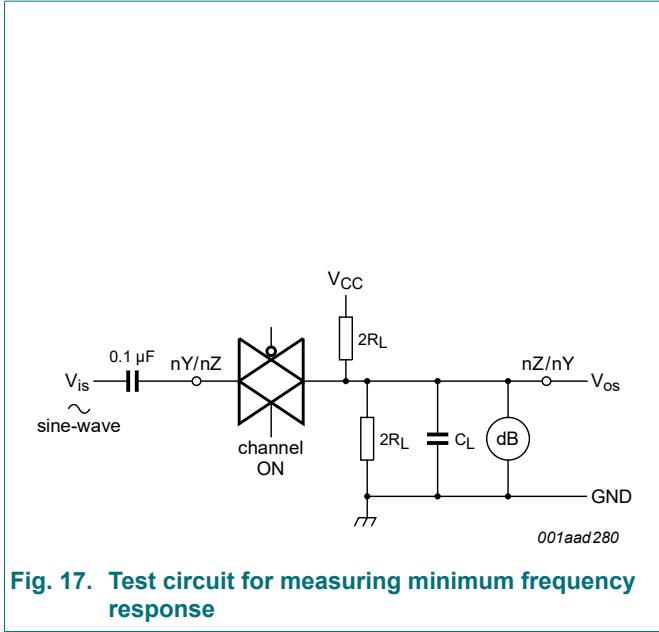 VCC
2RL
0.1 µF
nY/nZ
nZ/nY
Vis
Vos
sine-wave
2RL
CL
dB
channel
ON
GND
001aad280
Fig. 17. Test circuit for measuring minimum frequency
response